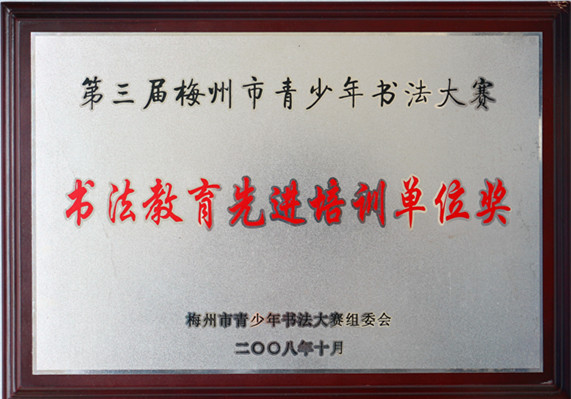 第三届梅州市青少年书法大赛
书法教育先进培训单位奖
梅州市青少年书法大赛组委会
二〇〇八年十月